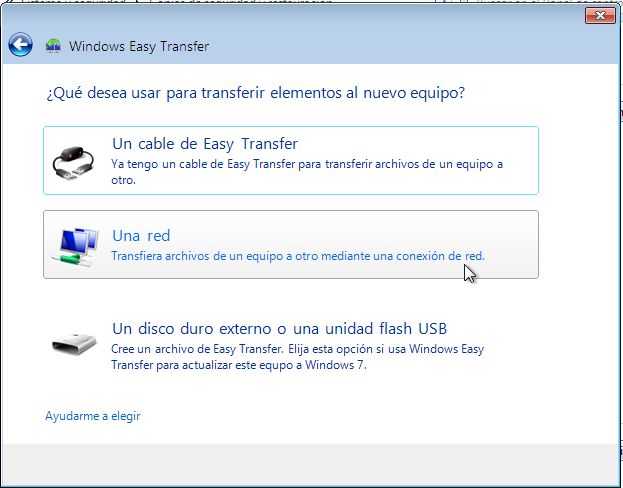 Windows Easy Transfer
¿Qué desea usar para transferir elementos al nuevo equipo?
Un cable de Easy Transfer
Ya tengo un cable de Easy Transfer para transferir archivos de un equipo a
otro.
Una red
Transfiera archivos de un equipo a otro mediante una conexión de red.
Un disco duro externo o una unidad flash USB
Cree un archivo de Easy Transfer. Elija esta opción si usa Windows Easy
Transfer para actualizar este equpo a Windows 7.
Ayudarme a elegir